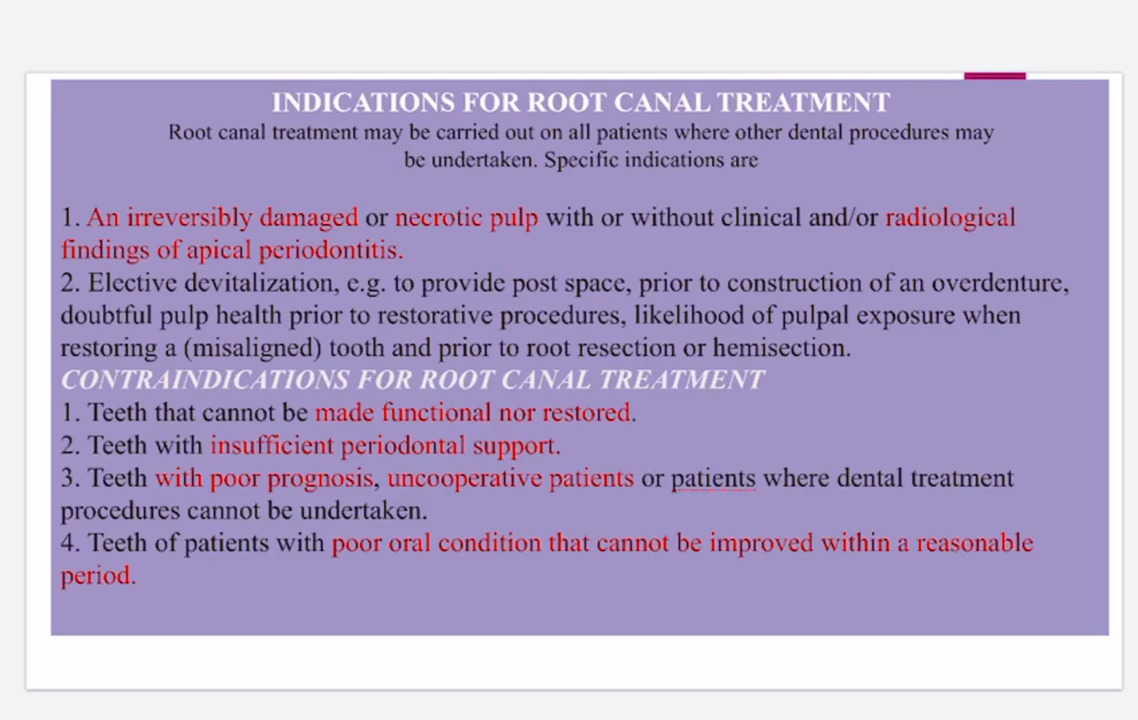 INDICATIONS FOR ROOT CANAL TREATMENT
Root canal treatment may be carried out on all patients where other dental procedures may
be undertaken. Specific indications are
1. An irreversibly damaged or necrotic pulp with or without clinical and/or radiological
findings of apical periodontitis.
2. Elective devitalization, e.g. to provide post space, prior to construction of an overdenture,
doubtful pulp health prior to restorative procedures, likelihood of pulpal exposure when
restoring a (misaligned) tooth and prior to root resection or hemisection.
CONTRAINDICATIONS FOR ROOT CANAL TREATMENT
1. Teeth that cannot be made functional nor restored.
2. Teeth with insufficient periodontal support.
3. Teeth with poor prognosis, uncooperative patients or patients where dental treatment
procedures cannot be undertaken.
4. Teeth of patients with poor oral condition that cannot be improved within a reasonable
period.